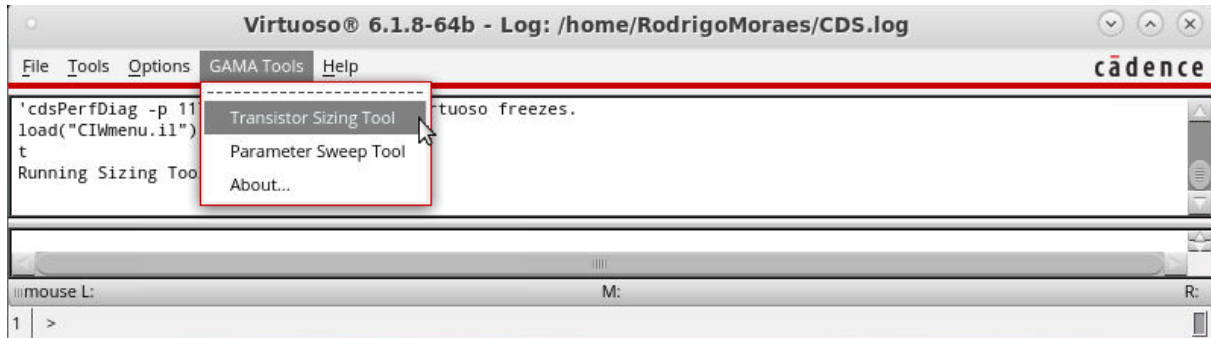 Virtuoso® 6.1.8-64b - Log: /home/RodrigoMoraes/CDS.log
File Tools Options GAMA Tools Help
cādence
'cdsPerfDiag -p 11 rtuoso freezes.
load("CIWmenu.il")
t
Running Sizing Too
Transistor Sizing Tool
Parameter Sweep Tool
About...
mouse L: M: R:
1 >